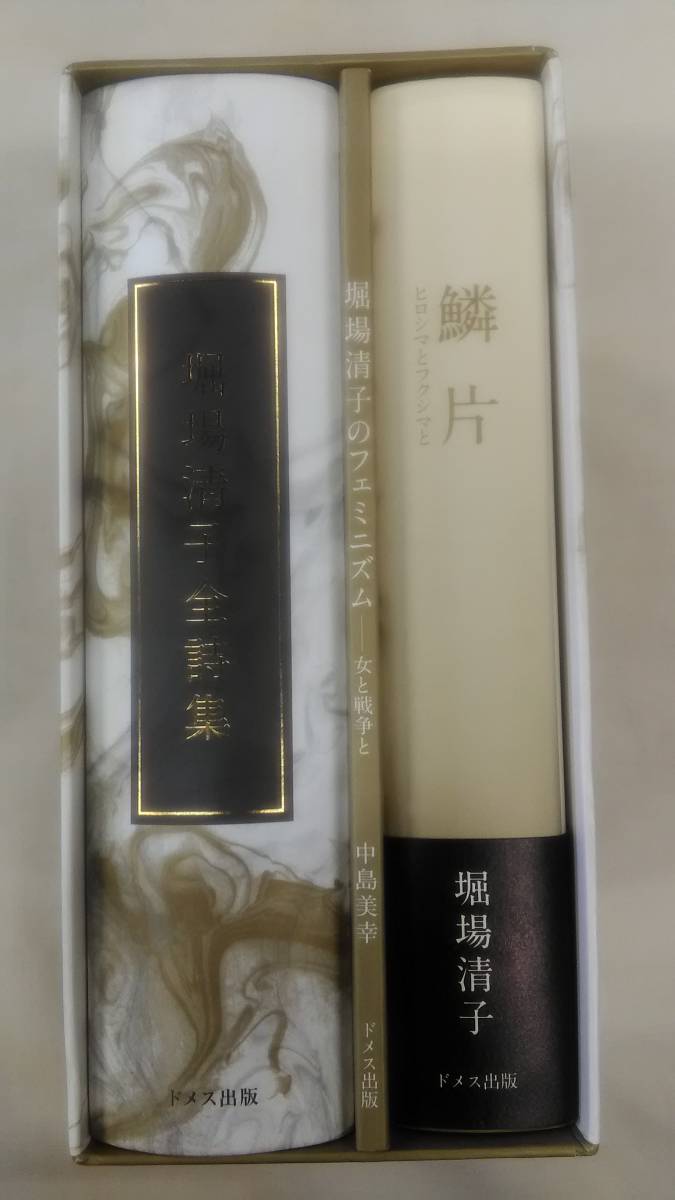 堀場清子全詩集
ドメス出版
堀場清子のフェミニズム――女と戦争と
中島美幸
ドメス出版
鱗片
ヒロシマとフクシマと
堀場清子
ドメス出版